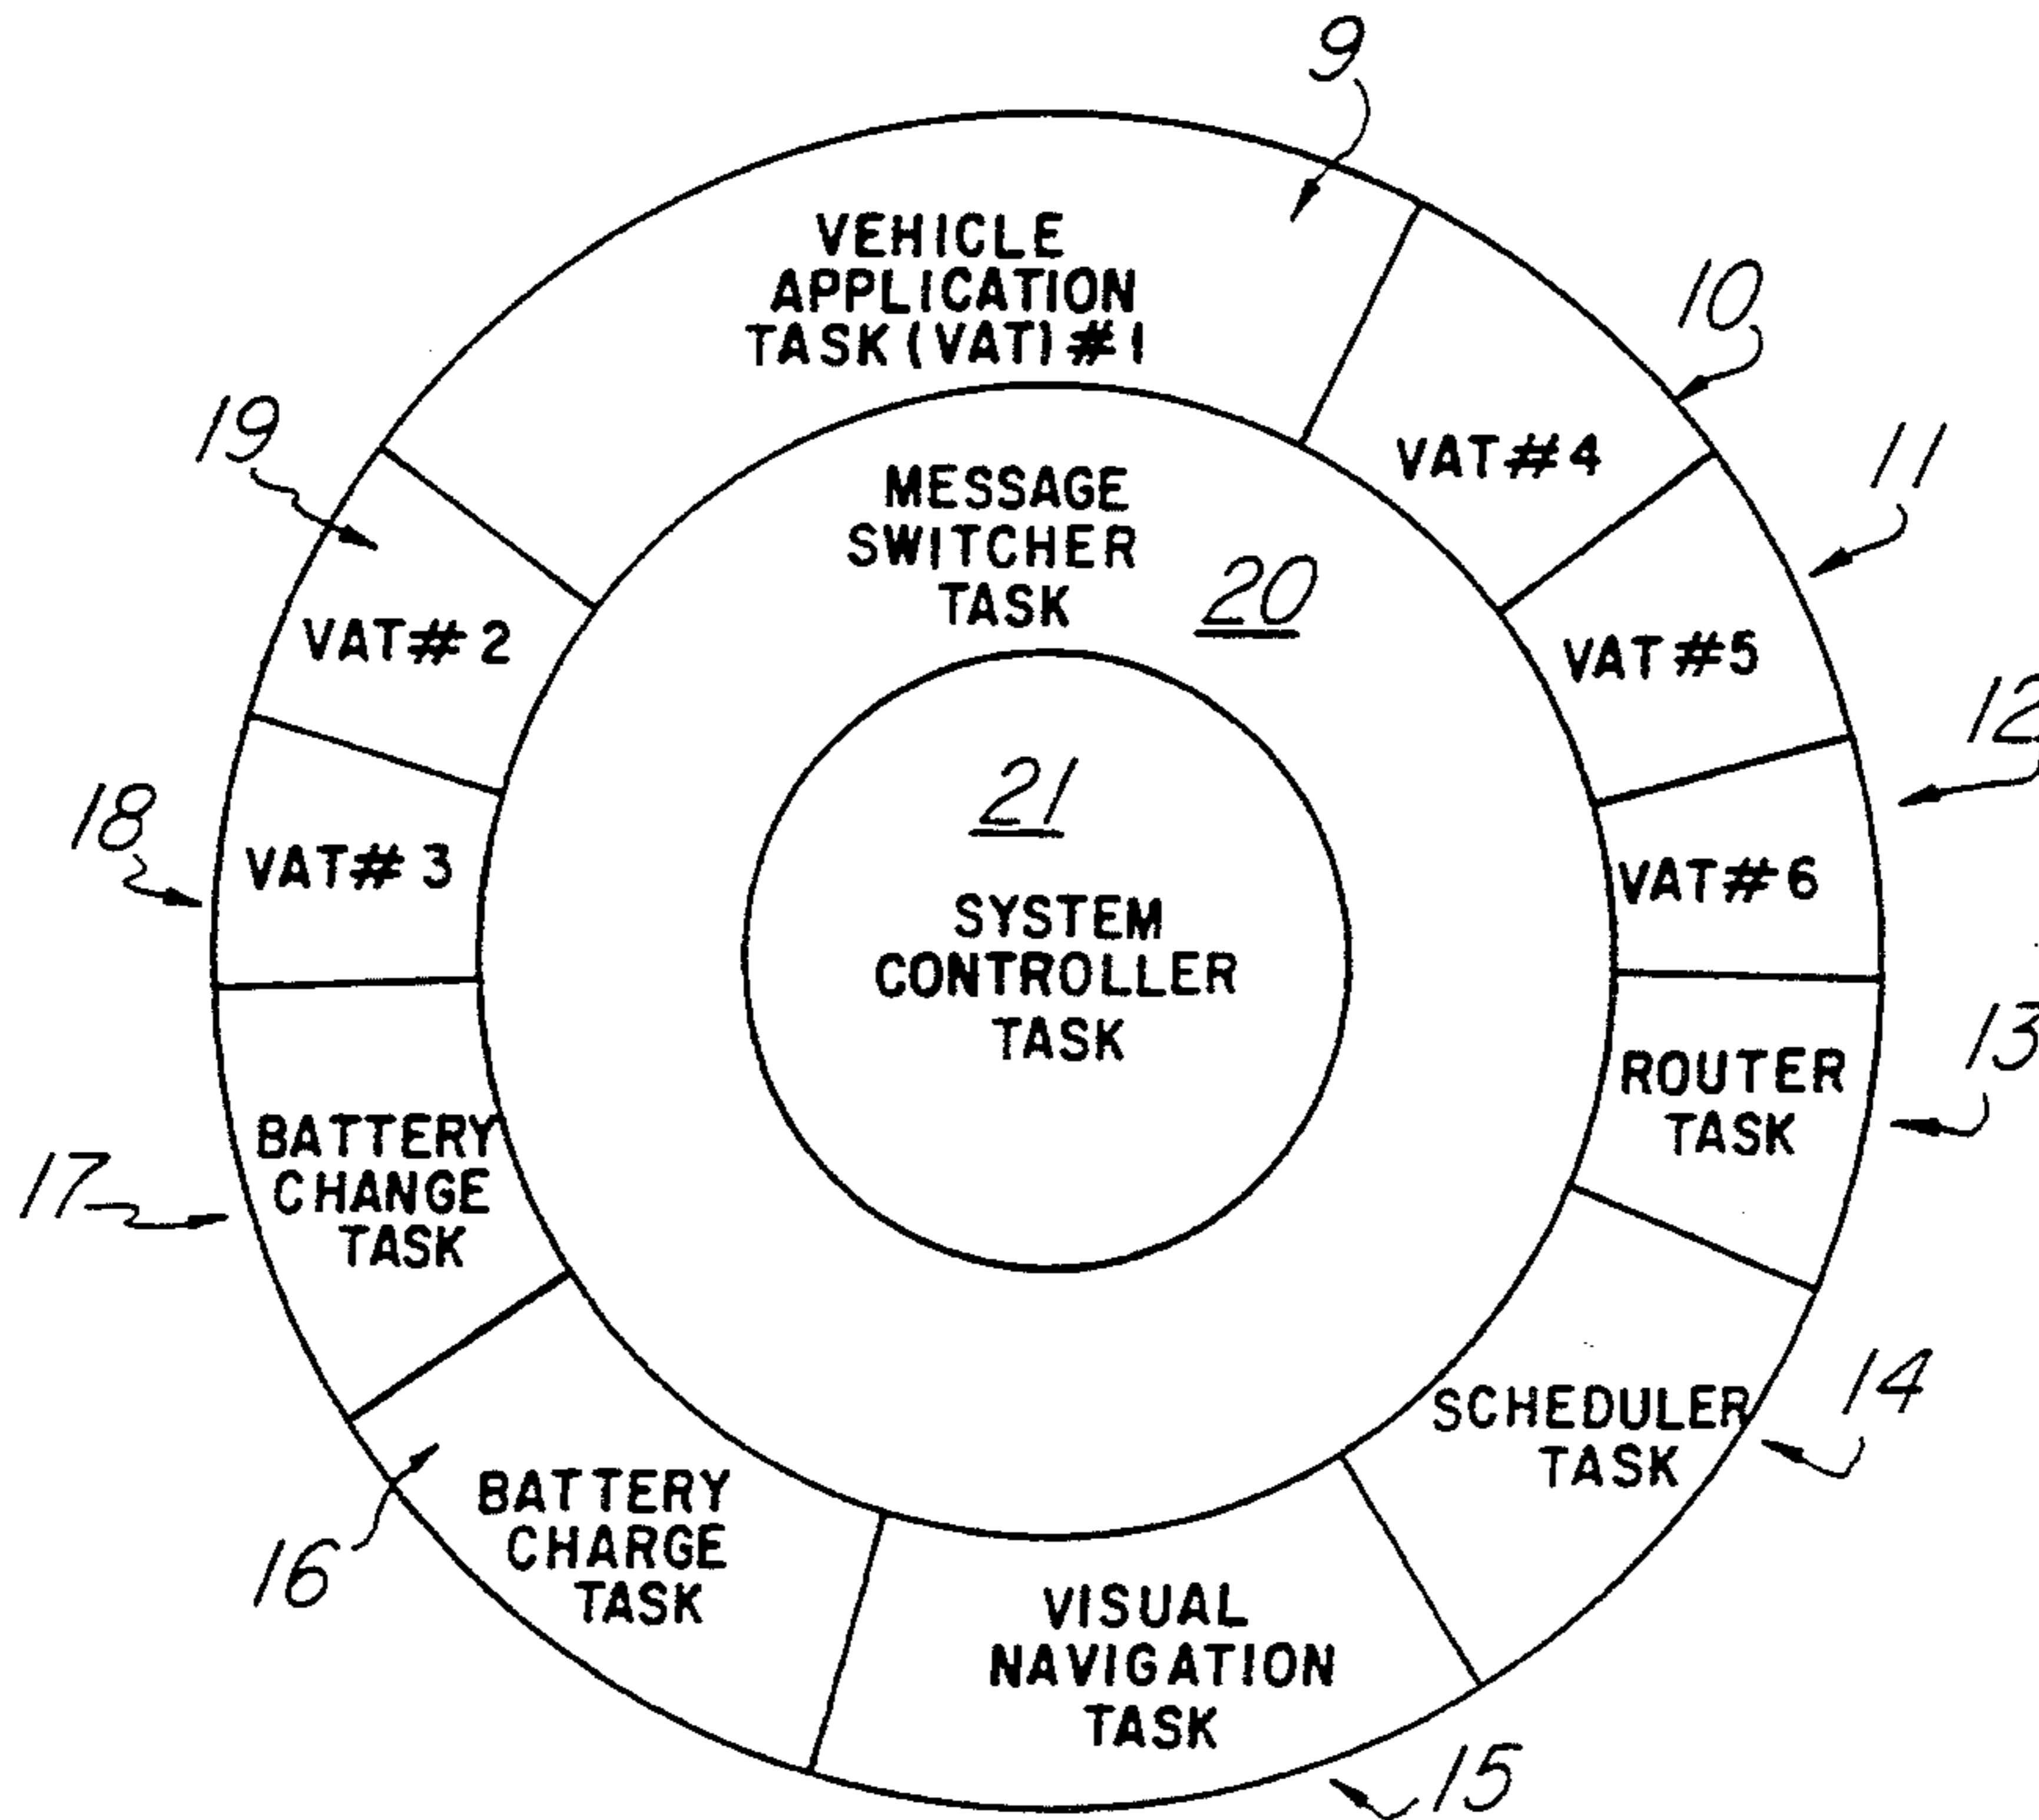 9
VEHICLE
APPLICATION
TASK (VAT) #1
10
VAT #4
11
19
MESSAGE
SWITCHER
TASK
20
VAT # 2
VAT #5
12
21
18
VAT # 3
VAT #6
SYSTEM
CONTROLLER
TASK
13
ROUTER
TASK
17
BATTERY
CHANGE
TASK
14
SCHEDULER
TASK
16
BATTERY
CHARGE
TASK
VISUAL
NAVIGATION
TASK
15